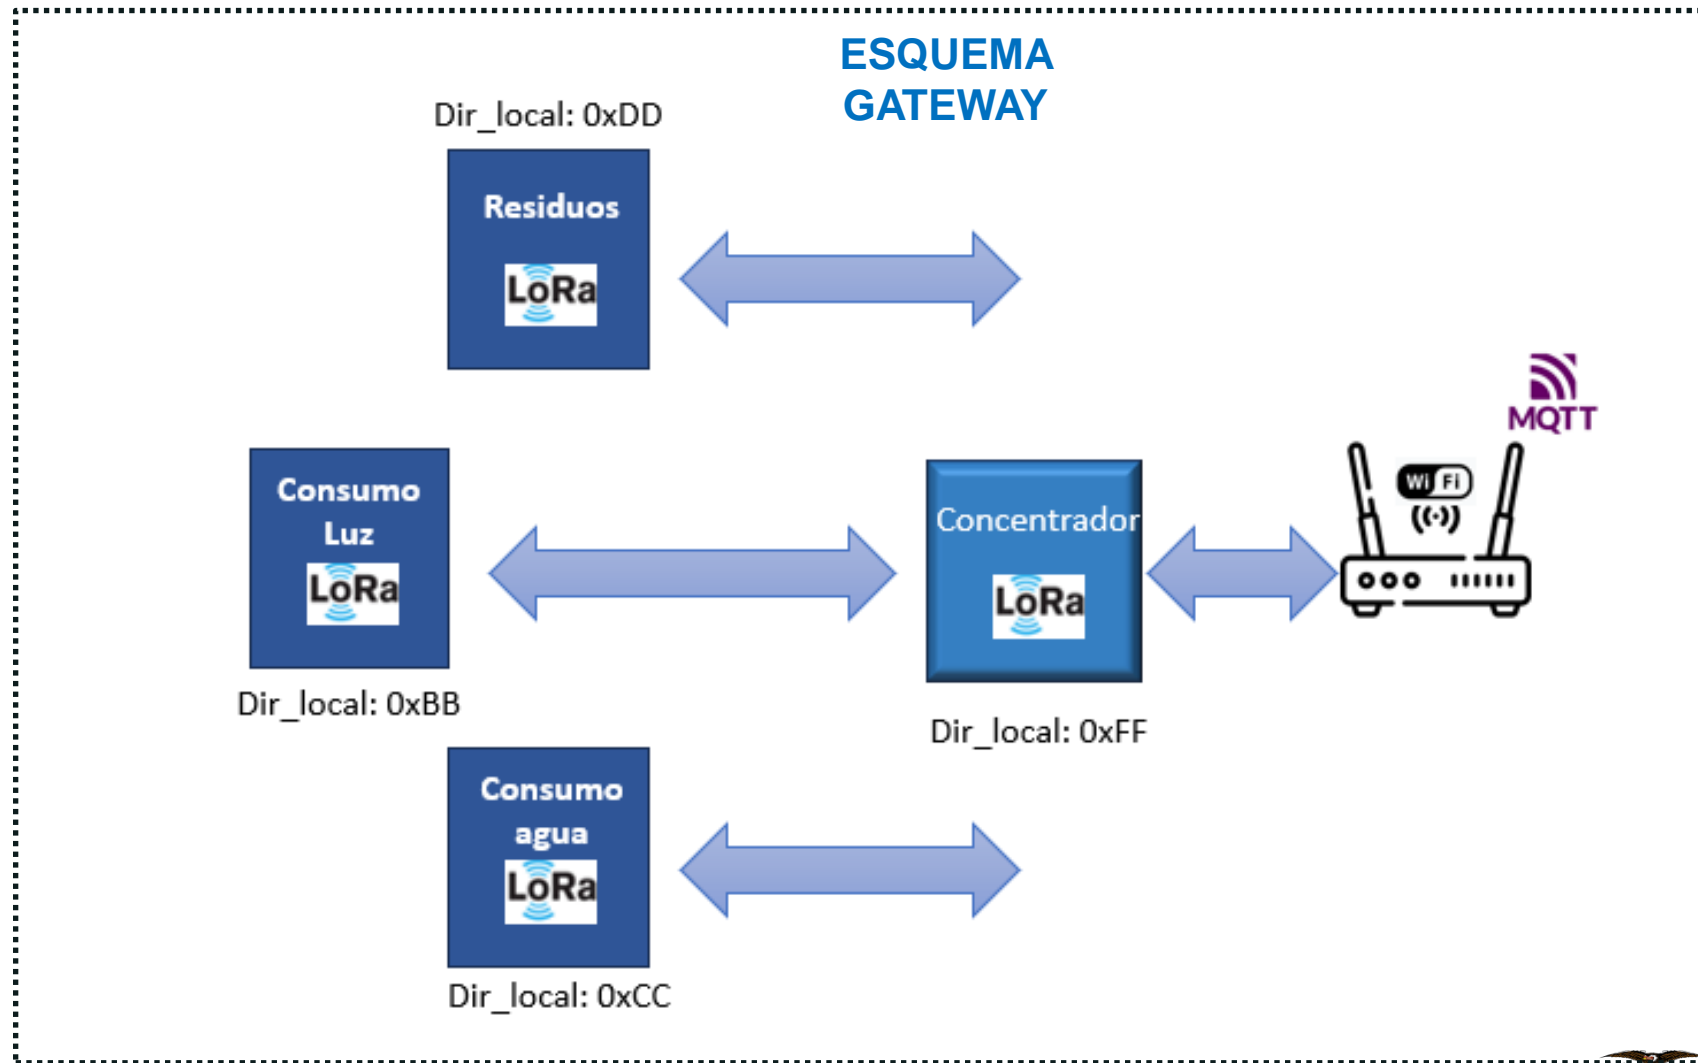 ESQUEMA
GATEWAY
Dir_local: 0xDD
Residuos
LoRa
MQTT
Wi Fi
Consumo
Luz
LoRa
Dir_local: 0xBB
Concentrador
LoRa
Dir_local: 0xFF
Consumo
agua
LoRa
Dir_local: 0xCC